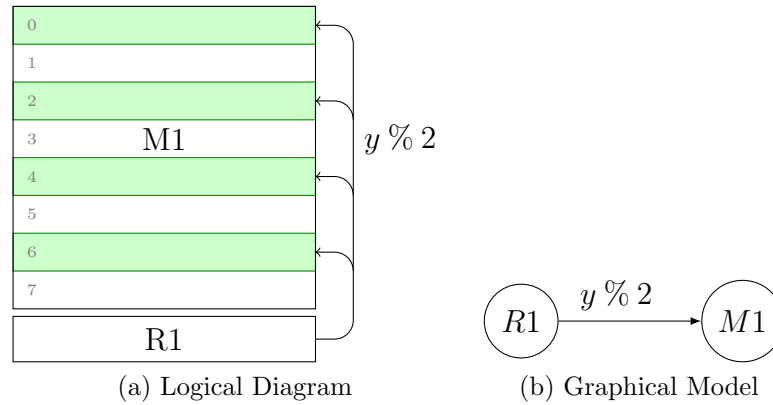 0
1
2
3
M1
y % 2
4
5
6
7
R1
(a) Logical Diagram
R1
y % 2
M1
(b) Graphical Model